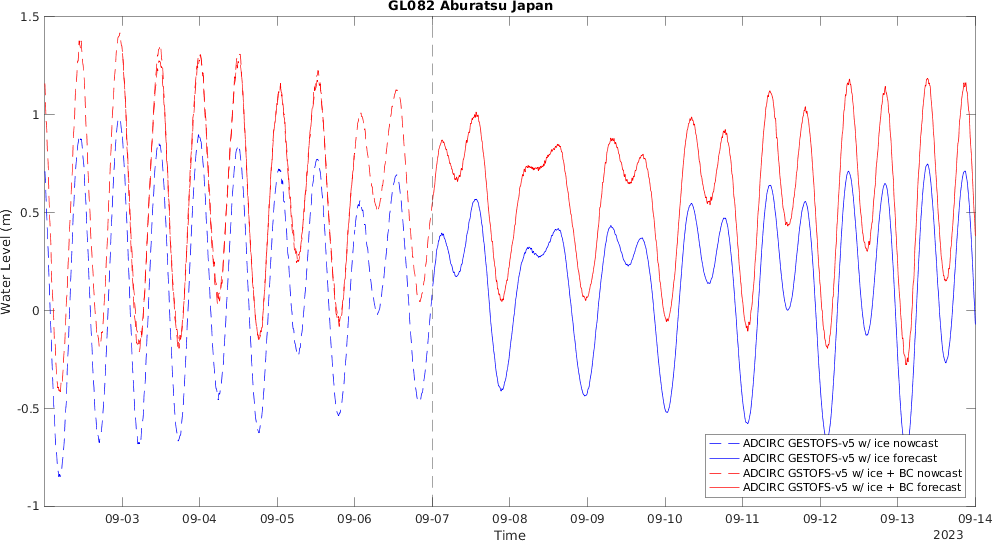 GL082 Aburatsu Japan
1.5
1
0.5
0
-0.5
-1
Water Level (m)
09-03 09-04 09-05 09-06 09-07 09-08 09-09 09-10 09-11 09-12 09-13 09-14
Time
2023
ADCIRC GESTOFS-v5 w/ ice nowcast
ADCIRC GESTOFS-v5 w/ ice forecast
ADCIRC GSTOFS-v5 w/ ice + BC nowcast
ADCIRC GSTOFS-v5 w/ ice + BC forecast